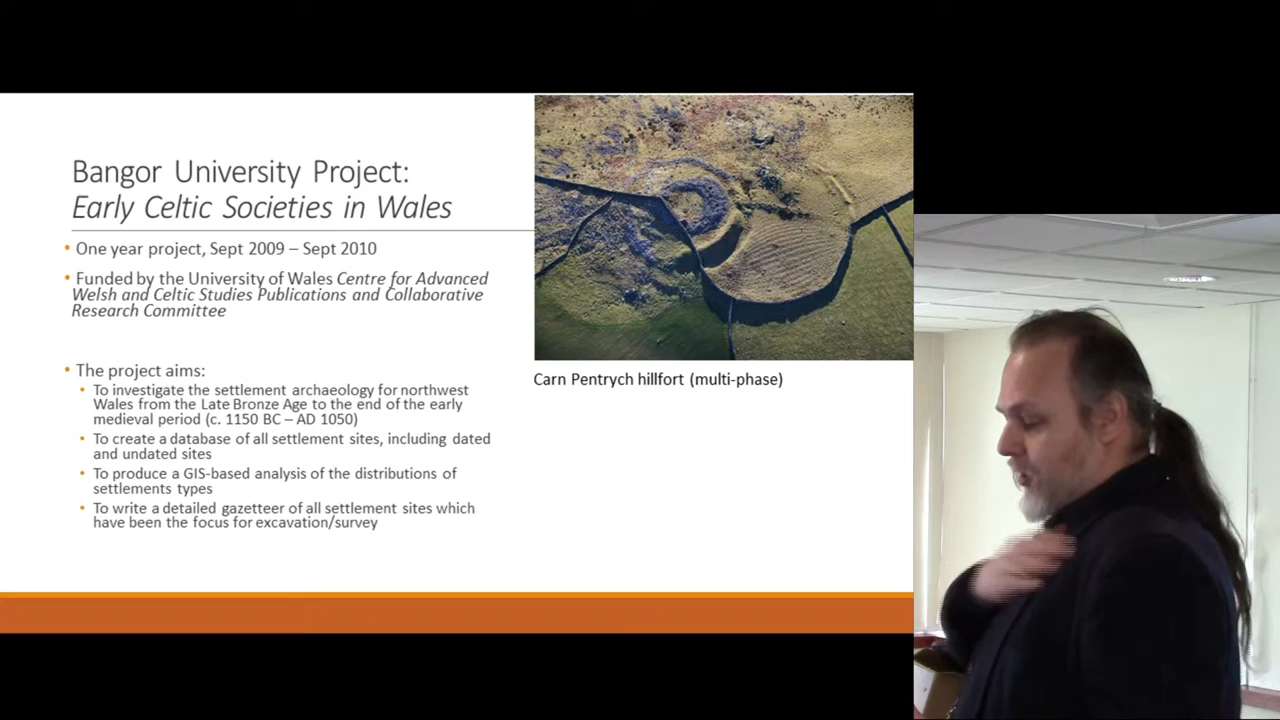 Bangor University Project:
Early Celtic Societies in Wales
• One year project, Sept 2009 – Sept 2010
• Funded by the University of Wales Centre for Advanced
Welsh and Celtic Studies Publications and Collaborative
Research Committee
• The project aims:
• To investigate the settlement archaeology for northwest
Wales from the Late Bronze Age to the end of the early
medieval period (c. 1150 BC – AD 1050)
• To create a database of all settlement sites, including dated
and undated sites
• To produce a GIS-based analysis of the distributions of
settlements types
• To write a detailed gazetteer of all settlement sites which
have been the focus for excavation/survey
Carn Pentrych hillfort (multi-phase)